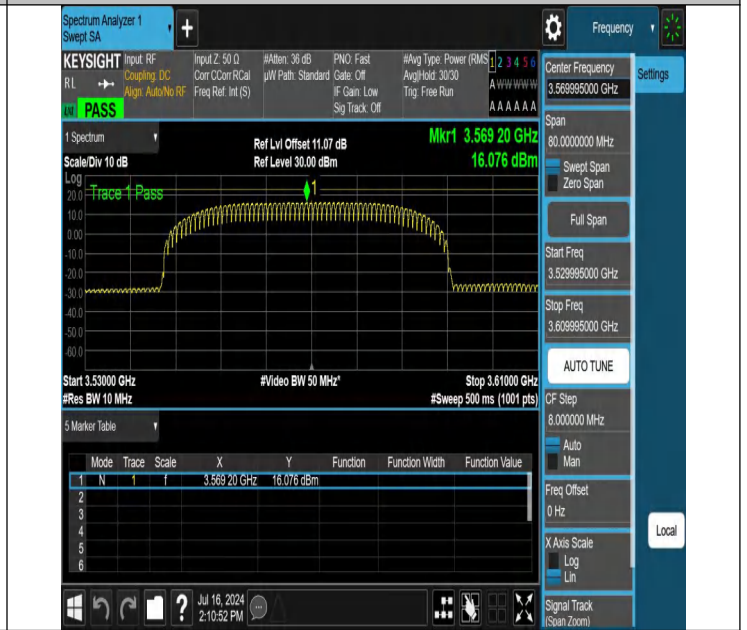 Spectrum Analyzer 1
Swept SA
+
Frequency
KEYSIGHT
RL
PASS
Input: RF
Coupling: DC
Align: Auto/No RF
Input Z: 50 Ω
Corr CCorr RCal
Freq Ref: Int (S)
#Atten: 36 dB
µW Path: Standard
PNO: Fast
Gate: Off
IF Gain: Low
Sig Track: Off
#Avg Type: Power (RMS
Avg|Hold: 30/30
Trig: Free Run
1 2 3 4 5 6
A W W W W W
A A A A A A
1 Spectrum
Scale/Div 10 dB
Ref Lvl Offset 11.07 dB
Ref Level 30.00 dBm
Mkr1 3.569 20 GHz
16.076 dBm
Log
Trace 1 Pass
1
20.0
10.0
0.00
-10.0
-20.0
-30.0
-40.0
-50.0
-60.0
Start 3.53000 GHz
#Video BW 50 MHz*
Stop 3.61000 GHz
#Res BW 10 MHz
#Sweep 500 ms (1001 pts)
5 Marker Table
Mode Trace Scale X Y Function Function Width Function Value
1 N 1 f 3.569 20 GHz 16.076 dBm
2
3
4
5
6
Jul 16, 2024
2:10:52 PM
?
Center Frequency
3.569995000 GHz
Settings
Span
80.0000000 MHz
Swept Span
Zero Span
Full Span
Start Freq
3.529995000 GHz
Stop Freq
3.609995000 GHz
AUTO TUNE
CF Step
8.000000 MHz
Auto
Man
Freq Offset
0 Hz
Local
X Axis Scale
Log
Lin
Signal Track
(Span Zoom)